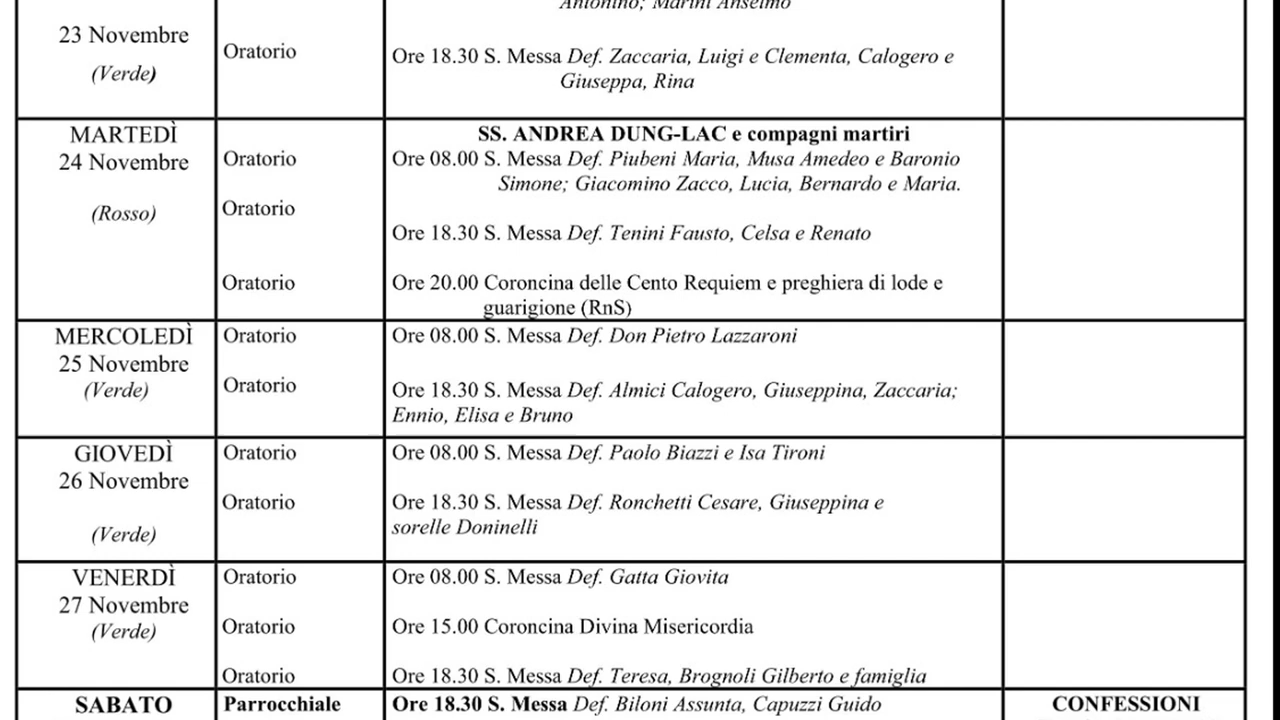 Antonino; Marini Anselmo
23 Novembre
Oratorio
Ore 18.30 S. Messa Def. Zaccaria, Luigi e Clementa, Calogero e
(Verde)
Giuseppa, Rina
MARTEDÌ
SS. ANDREA DUNG-LAC e compagni martiri
24 Novembre
Oratorio
Ore 08.00 S. Messa Def. Piubeni Maria, Musa Amedeo e Baronio
Simone; Giacomino Zacco, Lucia, Bernardo e Maria.
(Rosso)
Oratorio
Ore 18.30 S. Messa Def. Tenini Fausto, Celsa e Renato
Oratorio
Ore 20.00 Coroncina delle Cento Requiem e preghiera di lode e
guarigione (RnS)
MERCOLEDÌ
Oratorio
Ore 08.00 S. Messa Def. Don Pietro Lazzaroni
25 Novembre
(Verde)
Oratorio
Ore 18.30 S. Messa Def. Almici Calogero, Giuseppina, Zaccaria;
Ennio, Elisa e Bruno
GIOVEDÌ
Oratorio
Ore 08.00 S. Messa Def. Paolo Biazzi e Isa Tironi
26 Novembre
Oratorio
Ore 18.30 S. Messa Def. Ronchetti Cesare, Giuseppina e
sorelle Doninelli
(Verde)
VENERDÌ
Oratorio
Ore 08.00 S. Messa Def. Gatta Giovita
27 Novembre
(Verde)
Oratorio
Ore 15.00 Coroncina Divina Misericordia
Oratorio
Ore 18.30 S. Messa Def. Teresa, Brognoli Gilberto e famiglia
SABATO
Parrocchiale
Ore 18.30 S. Messa Def. Biloni Assunta, Capuzzi Guido
CONFESSIONI